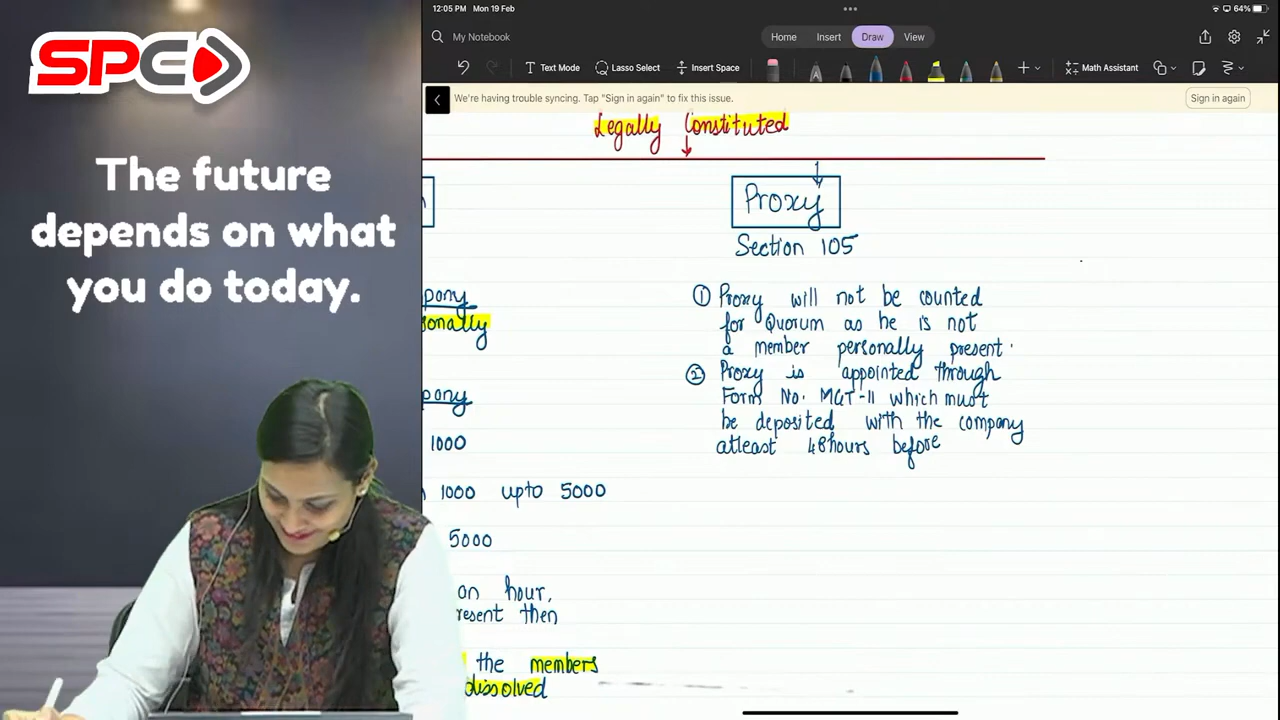 SPC
The future
depends on what
you do today.
12:05 PM Mon 19 Feb
64%
My Notebook
Home Insert Draw View
Text Mode Lasso Select Insert Space Math Assistant
We're having trouble syncing. Tap "Sign in again" to fix this issue. Sign in again
Legally Constituted
Proxy
Section 105
① Proxy will not be counted
for Quorum as he is not
a member personally present.
② Proxy is appointed through
Form No. MGT-11 which must
be deposited with the company
atleast 48hours before
pany
onally
pany
1000
1000 upto 5000
5000
on hour,
resent then
the members
dissolved